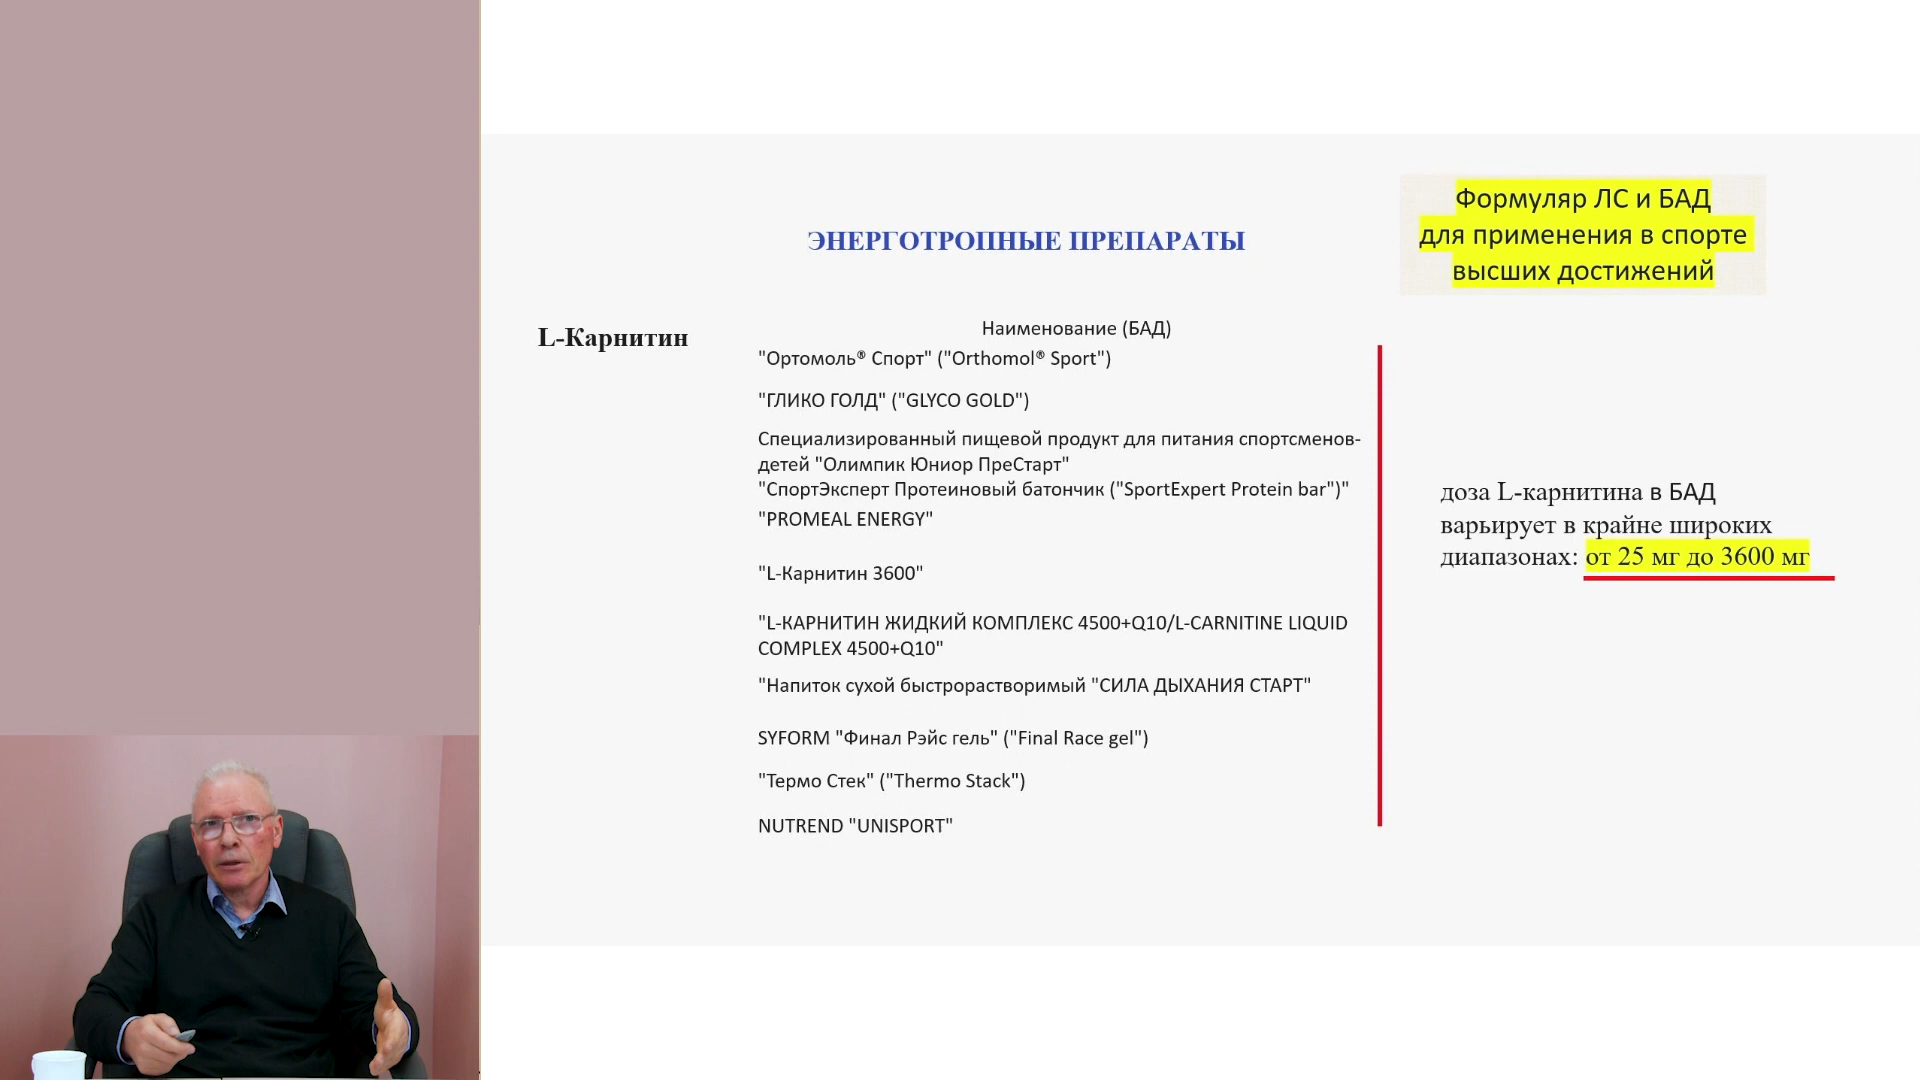 Формуляр ЛС и БАД
для применения в спорте
высших достижений
ЭНЕРГОТРОПНЫЕ ПРЕПАРАТЫ
L-Карнитин
Наименование (БАД)
"Ортомоль® Спорт" ("Orthomol® Sport")
"ГЛИКО ГОЛД" ("GLYCO GOLD")
Специализированный пищевой продукт для питания спортсменов-
детей "Олимпик Юниор ПреСтарт"
"СпортЭксперт Протеиновый батончик ("SportExpert Protein bar")"
"PROMEAL ENERGY"
"L-Карнитин 3600"
"L-КАРНИТИН ЖИДКИЙ КОМПЛЕКС 4500+Q10/L-CARNITINE LIQUID
COMPLEX 4500+Q10"
"Напиток сухой быстрорастворимый "СИЛА ДЫХАНИЯ СТАРТ"
SYFORM "Финал Рэйс гель" ("Final Race gel")
"Термо Стек" ("Thermo Stack")
NUTREND "UNISPORT"
доза L-карнитина в БАД
варьирует в крайне широких
диапазонах: от 25 мг до 3600 мг